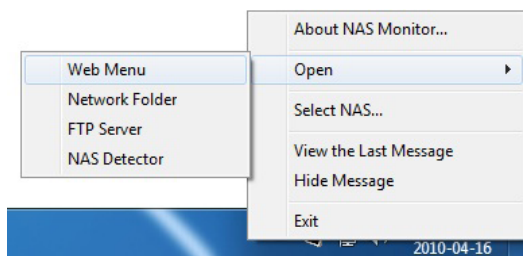 About NAS Monitor...
Open
Web Menu
Network Folder
FTP Server
NAS Detector
Select NAS...
View the Last Message
Hide Message
Exit
2010-04-16